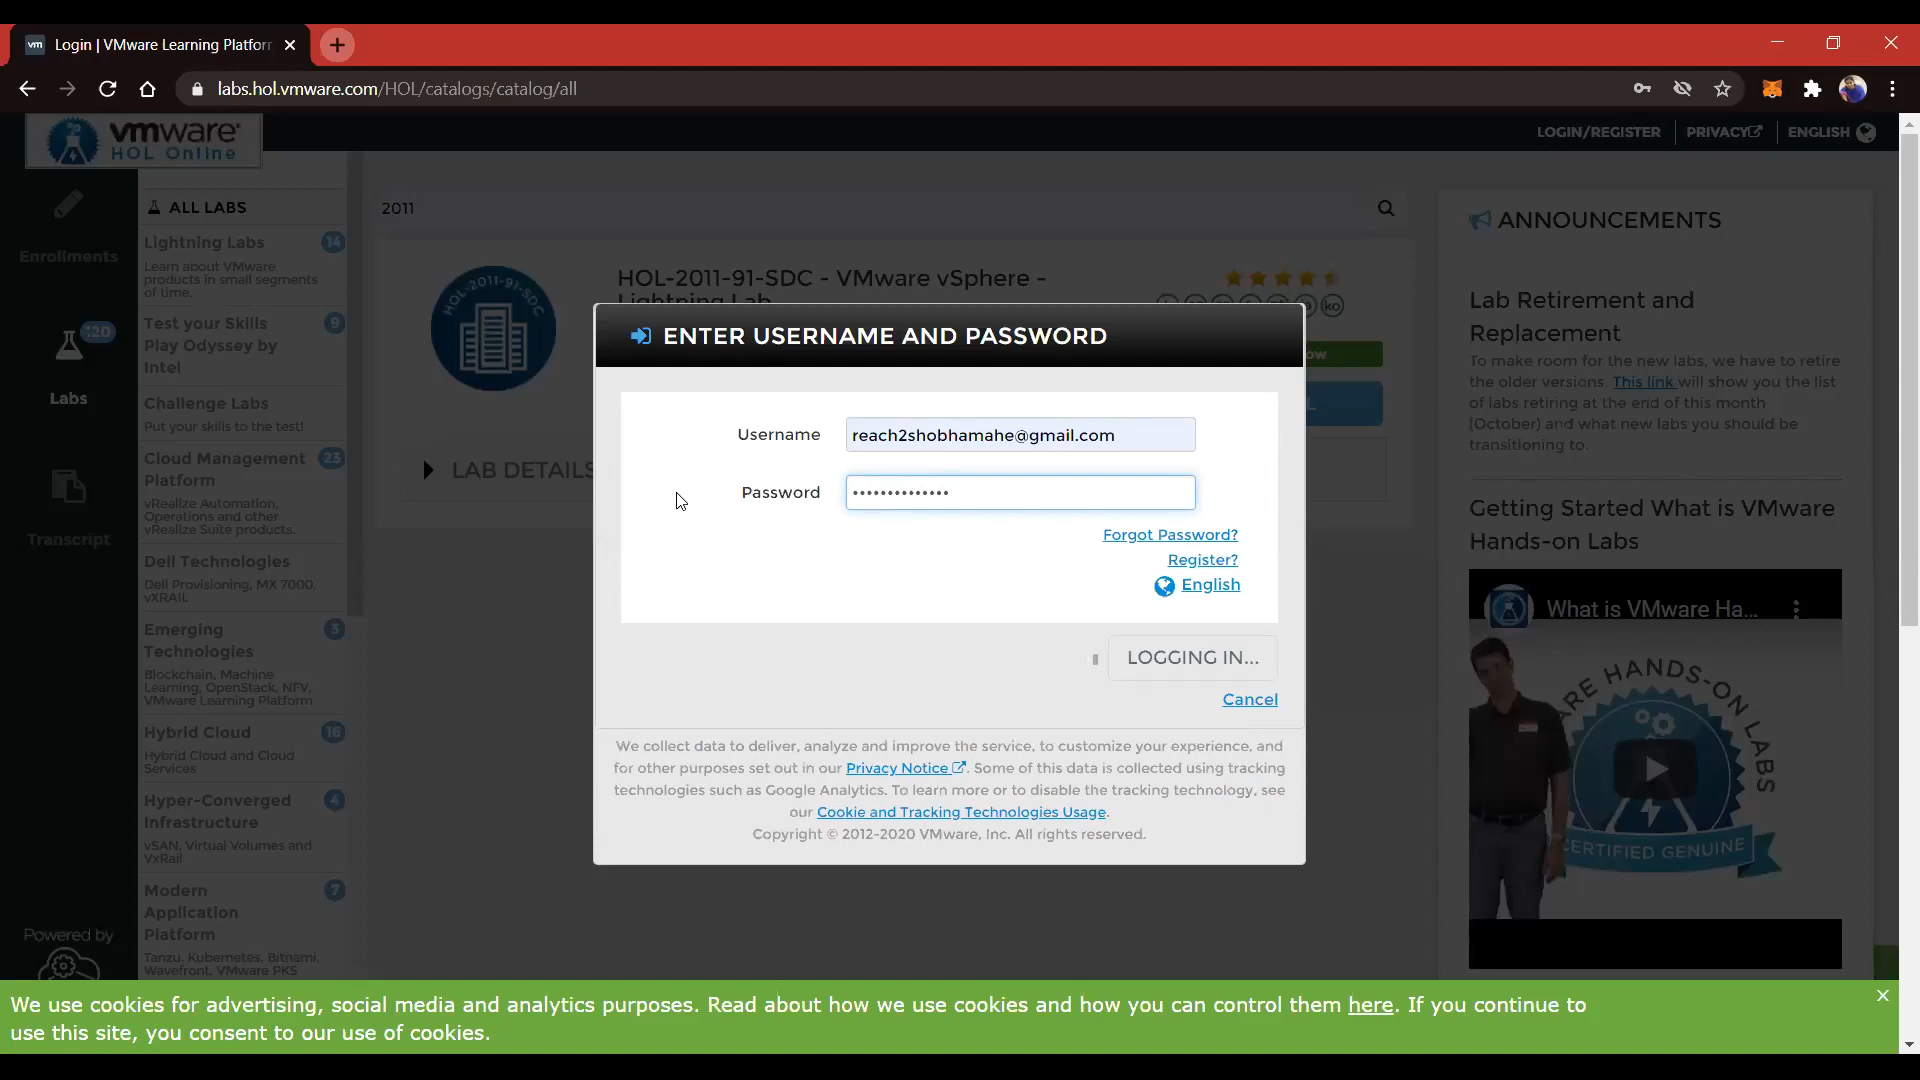 Login | VMware Learning Platfor
labs.hol.vmware.com/HOL/catalogs/catalog/all
vmware
HOL Online
LOGIN/REGISTER
PRIVACY
ENGLISH
Enrollments
120
Labs
Transcript
Powered by
ALL LABS
Lightning Labs
14
Learn about VMware
products in small segments
of time.
Test your Skills
9
Play Odyssey by
Intel
Challenge Labs
Put your skills to the test!
Cloud Management
23
Platform
vRealize Automation,
Operations and other
vRealize Suite products.
Dell Technologies
Dell Provisioning, MX 7000,
vXRAIL
Emerging
3
Technologies
Blockchain, Machine
Learning, OpenStack, NFV,
VMware Learning Platform
Hybrid Cloud
16
Hybrid Cloud and Cloud
Services
Hyper-Converged
4
Infrastructure
vSAN, Virtual Volumes and
VxRail
Modern
7
Application
Platform
Tanzu, Kubernetes, Bitnami,
Wavefront, VMware PKS
2011
HOL-2011-91-SDC
HOL-2011-91-SDC - VMware vSphere -
Lightning Lab
ko
ow
L
LAB DETAILS
ENTER USERNAME AND PASSWORD
Username
reach2shobhamahe@gmail.com
Password
••••••••••••••
Forgot Password?
Register?
English
LOGGING IN...
Cancel
We collect data to deliver, analyze and improve the service, to customize your experience, and
for other purposes set out in our Privacy Notice . Some of this data is collected using tracking
technologies such as Google Analytics. To learn more or to disable the tracking technology, see
our Cookie and Tracking Technologies Usage.
Copyright © 2012-2020 VMware, Inc. All rights reserved.
ANNOUNCEMENTS
Lab Retirement and
Replacement
To make room for the new labs, we have to retire
the older versions. This link will show you the list
of labs retiring at the end of this month
(October) and what new labs you should be
transitioning to.
Getting Started What is VMware
Hands-on Labs
What is VMware Ha...
ARE HANDS-ON LABS
CERTIFIED GENUINE
We use cookies for advertising, social media and analytics purposes. Read about how we use cookies and how you can control them here. If you continue to
use this site, you consent to our use of cookies.